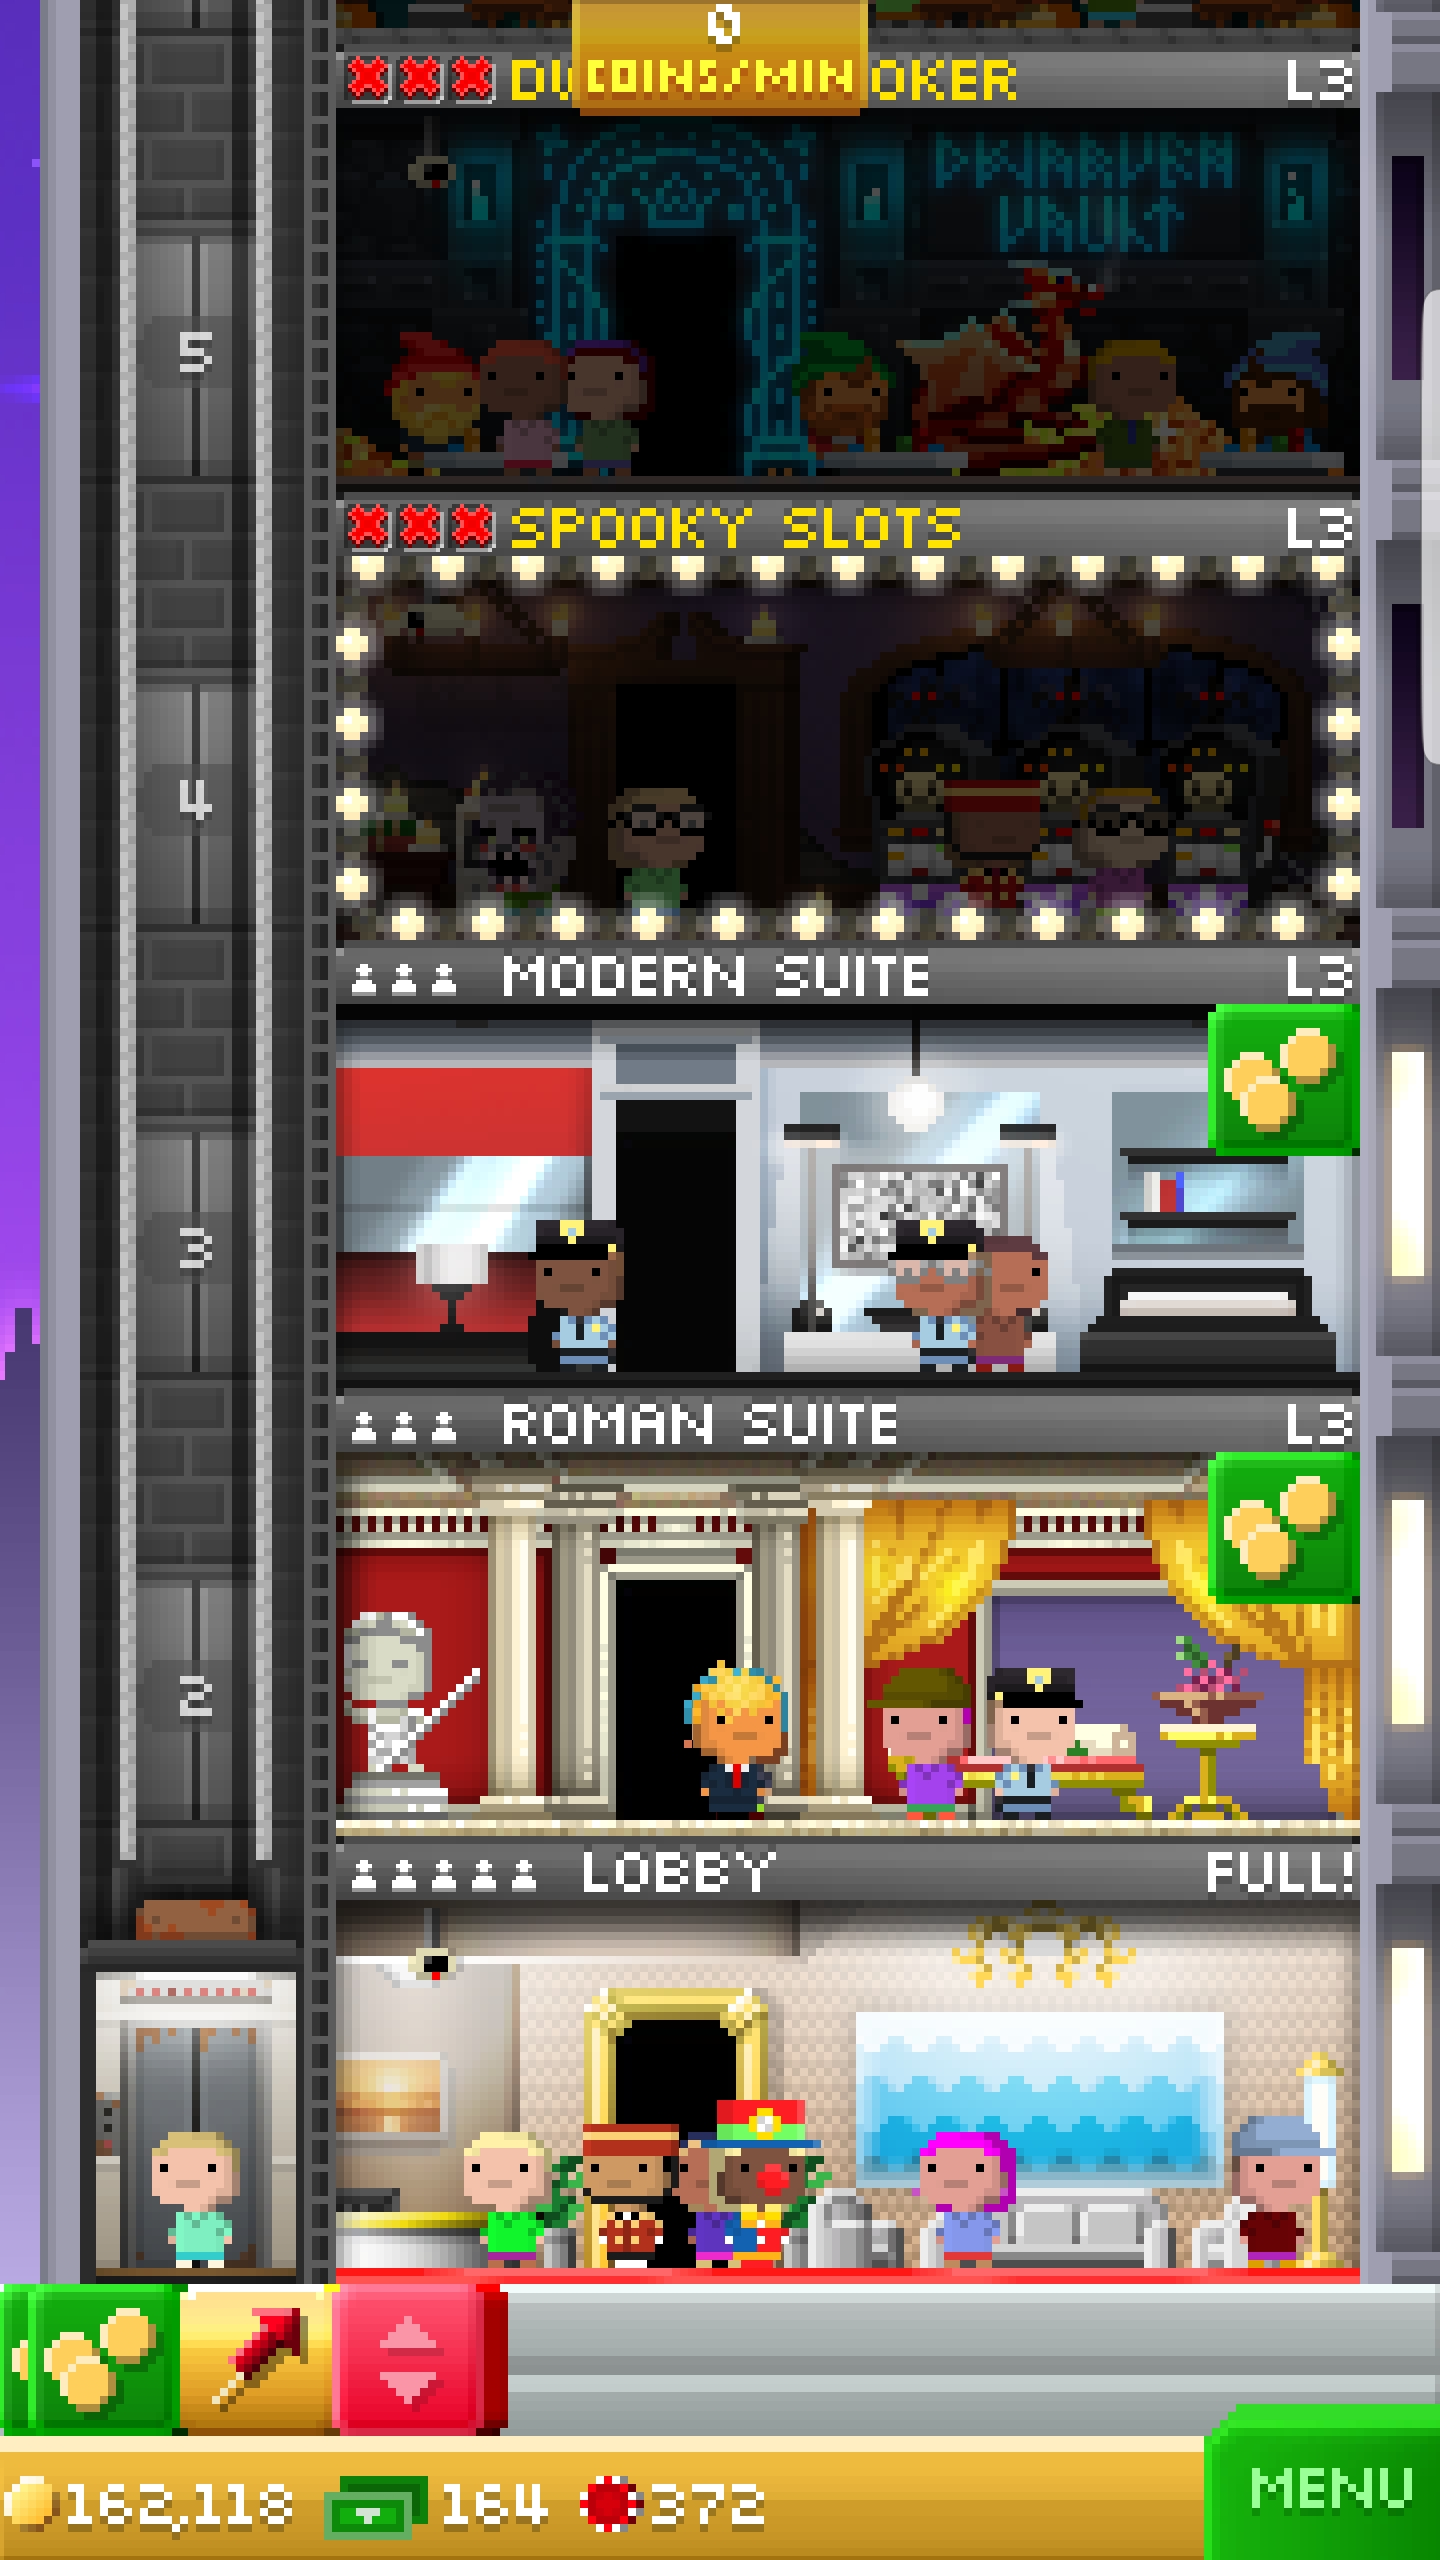 0
COINS/MIN
OKER L3
DWARVEN
VAULT
5
SPOOKY SLOTS L3
4
MODERN SUITE L3
3
ROMAN SUITE L3
2
LOBBY FULL!
162,118 164 372
MENU